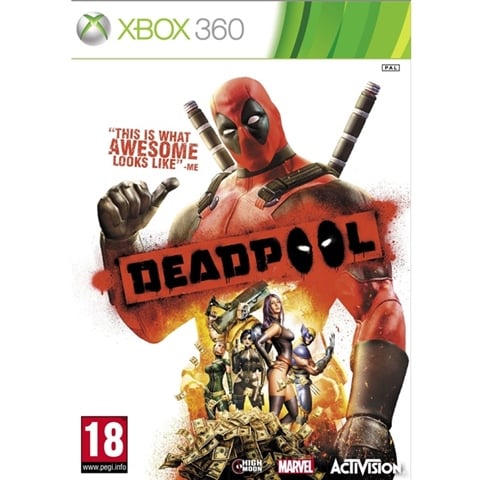 XBOX 360
PAL
"THIS IS WHAT
AWESOME
LOOKS LIKE" -ME
DEADPOOL
18
www.pegi.info
HIGH MOON
MARVEL
ACTIVISION